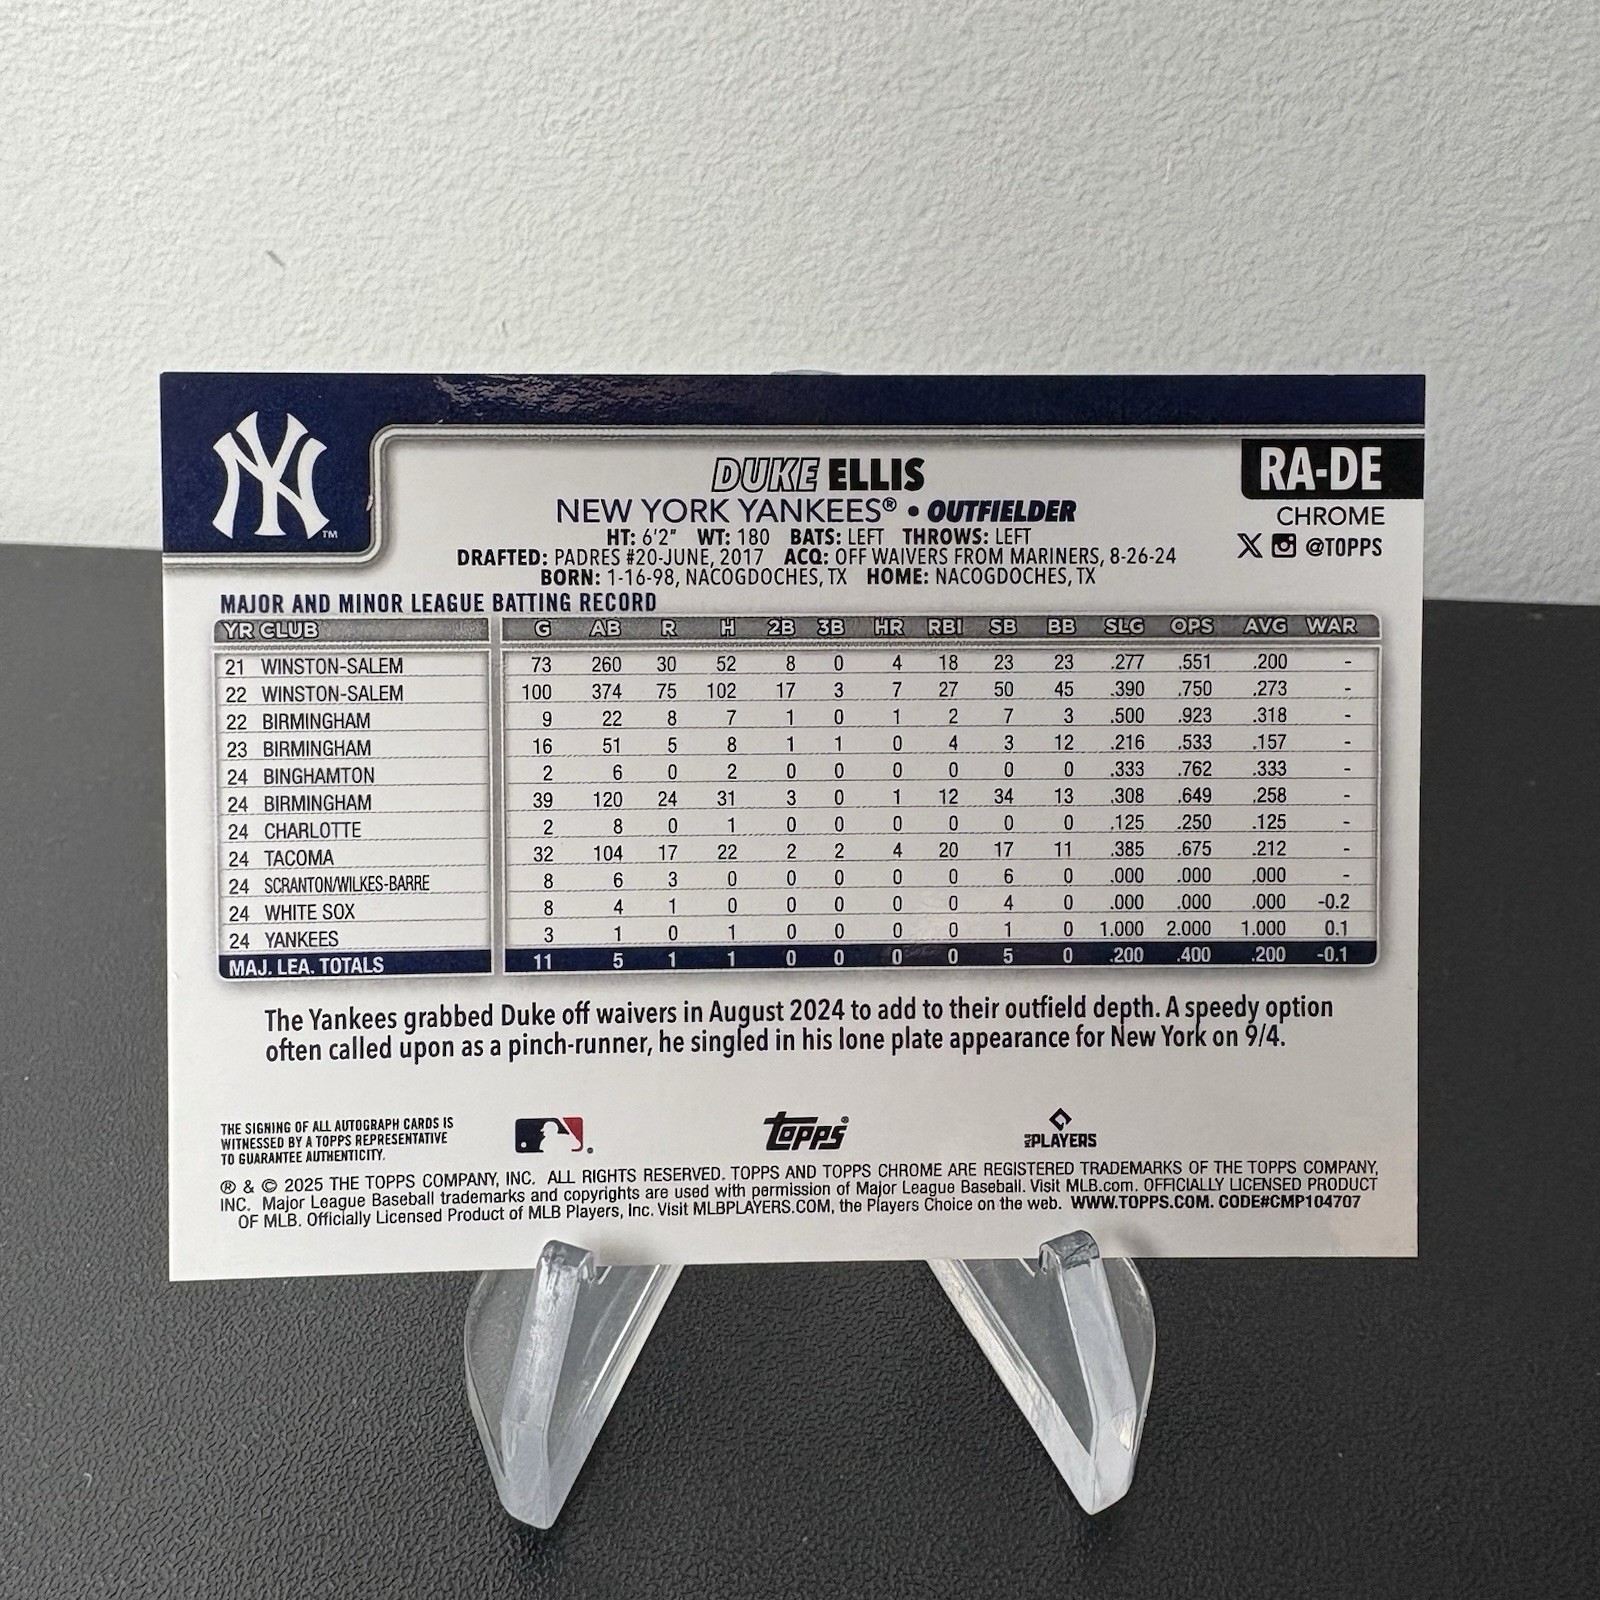 NY
TM
DUKE ELLIS
RA-DE
NEW YORK YANKEES® • OUTFIELDER
CHROME
HT: 6'2" WT: 180 BATS: LEFT THROWS: LEFT
@TOPPS
DRAFTED: PADRES #20-JUNE, 2017 ACQ: OFF WAIVERS FROM MARINERS, 8-26-24
BORN: 1-16-98, NACOGDOCHES, TX HOME: NACOGDOCHES, TX
MAJOR AND MINOR LEAGUE BATTING RECORD
YR CLUB G AB R H 2B 3B HR RBI SB BB SLG OPS AVG WAR
21 WINSTON-SALEM 73 260 30 52 8 0 4 18 23 23 .277 .551 .200 -
22 WINSTON-SALEM 100 374 75 102 17 3 7 27 50 45 .390 .750 .273 -
22 BIRMINGHAM 9 22 8 7 1 0 1 2 7 3 .500 .923 .318 -
23 BIRMINGHAM 16 51 5 8 1 1 0 4 3 12 .216 .533 .157 -
24 BINGHAMTON 2 6 0 2 0 0 0 0 0 0 .333 .762 .333 -
24 BIRMINGHAM 39 120 24 31 3 0 1 12 34 13 .308 .649 .258 -
24 CHARLOTTE 2 8 0 1 0 0 0 0 0 0 .125 .250 .125 -
24 TACOMA 32 104 17 22 2 2 4 20 17 11 .385 .675 .212 -
24 SCRANTON/WILKES-BARRE 8 6 3 0 0 0 0 0 6 0 .000 .000 .000 -
24 WHITE SOX 8 4 1 0 0 0 0 0 4 0 .000 .000 .000 -0.2
24 YANKEES 3 1 0 1 0 0 0 0 1 0 1.000 2.000 1.000 0.1
MAJ. LEA. TOTALS 11 5 1 1 0 0 0 0 5 0 .200 .400 .200 -0.1
The Yankees grabbed Duke off waivers in August 2024 to add to their outfield depth. A speedy option
often called upon as a pinch-runner, he singled in his lone plate appearance for New York on 9/4.
THE SIGNING OF ALL AUTOGRAPH CARDS IS
WITNESSED BY A TOPPS REPRESENTATIVE
TO GUARANTEE AUTHENTICITY.
topps®
MLB PLAYERS
® & © 2025 THE TOPPS COMPANY, INC. ALL RIGHTS RESERVED. TOPPS AND TOPPS CHROME ARE REGISTERED TRADEMARKS OF THE TOPPS COMPANY,
INC. Major League Baseball trademarks and copyrights are used with permission of Major League Baseball. Visit MLB.com. OFFICIALLY LICENSED PRODUCT
OF MLB. Officially Licensed Product of MLB Players, Inc. Visit MLBPLAYERS.COM, the Players Choice on the web. WWW.TOPPS.COM. CODE#CMP104707